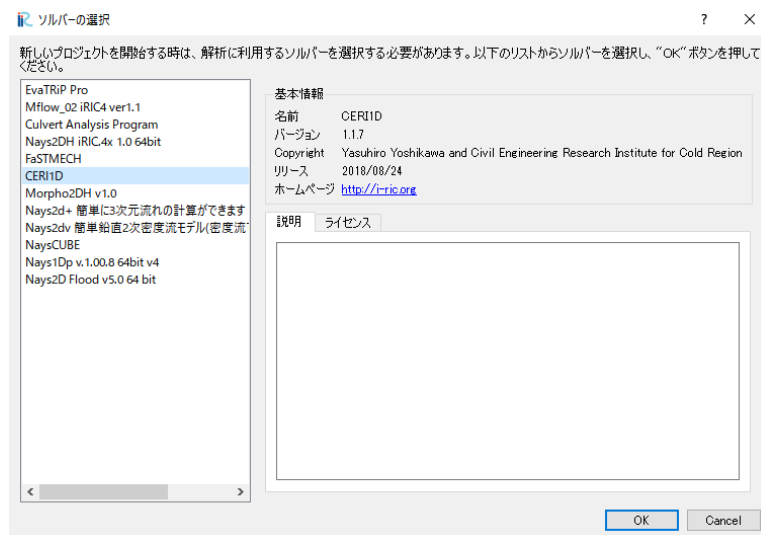 iRC ソルバーの選択
? ×
新しいプロジェクトを開始する時は、解析に利用するソルバーを選択する必要があります。以下のリストからソルバーを選択し、“OK”ボタンを押して
ください。
EvaTRiP Pro
Mflow_02 iRIC4 ver1.1
Culvert Analysis Program
Nays2DH iRIC.4x 1.0 64bit
FaSTMECH
CERI1D
Morpho2DH v1.0
Nays2d+ 簡単に3次元流れの計算ができます
Nays2dv 簡単鉛直2次密度流モデル(密度流
NaysCUBE
Nays1Dp v.1.00.8 64bit v4
Nays2D Flood v5.0 64 bit
基本情報
名前 CERI1D
バージョン 1.1.7
Copyright Yasuhiro Yoshikawa and Civil Engineering Research Institute for Cold Region
リリース 2018/08/24
ホームページ http://i-ric.org
説明 ライセンス
OK Cancel